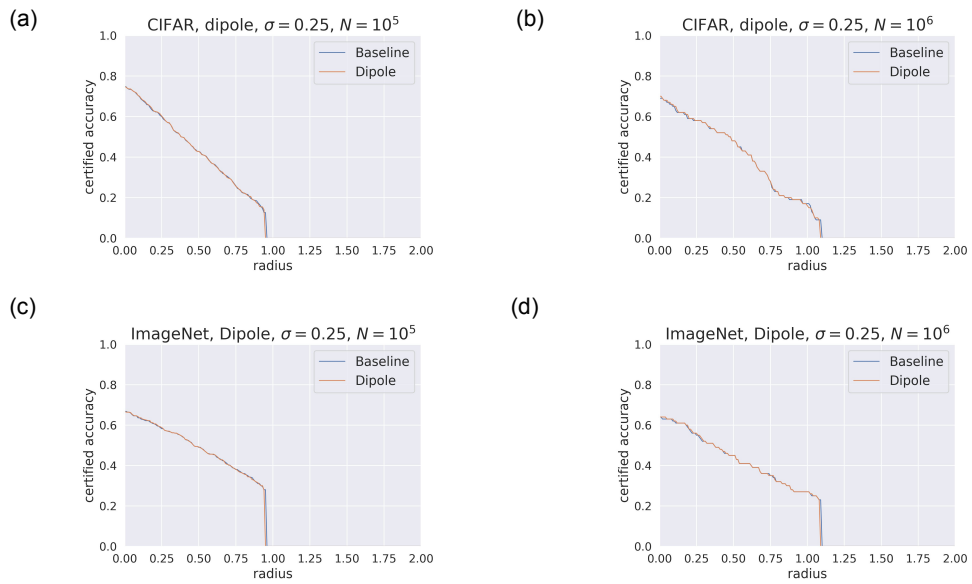 (a)
CIFAR, dipole, σ = 0.25, N = 10⁵
1.0
0.8
0.6
0.4
0.2
0.0
certified accuracy
Baseline
Dipole
0.00 0.25 0.50 0.75 1.00 1.25 1.50 1.75 2.00
radius
(b)
CIFAR, dipole, σ = 0.25, N = 10⁶
1.0
0.8
0.6
0.4
0.2
0.0
certified accuracy
Baseline
Dipole
0.00 0.25 0.50 0.75 1.00 1.25 1.50 1.75 2.00
radius
(c)
ImageNet, Dipole, σ = 0.25, N = 10⁵
1.0
0.8
0.6
0.4
0.2
0.0
certified accuracy
Baseline
Dipole
0.00 0.25 0.50 0.75 1.00 1.25 1.50 1.75 2.00
radius
(d)
ImageNet, Dipole, σ = 0.25, N = 10⁶
1.0
0.8
0.6
0.4
0.2
0.0
certified accuracy
Baseline
Dipole
0.00 0.25 0.50 0.75 1.00 1.25 1.50 1.75 2.00
radius